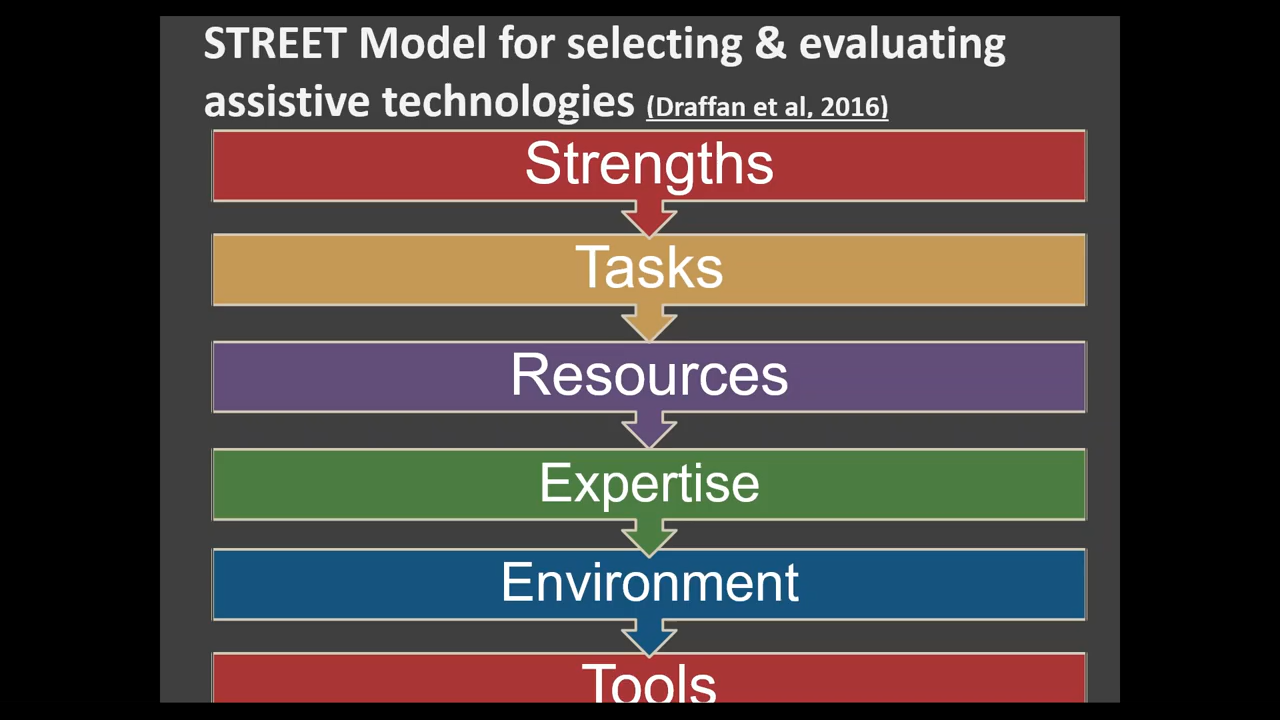 STREET Model for selecting & evaluating
assistive technologies (Draffan et al, 2016)
Strengths
Tasks
Resources
Expertise
Environment
Tools